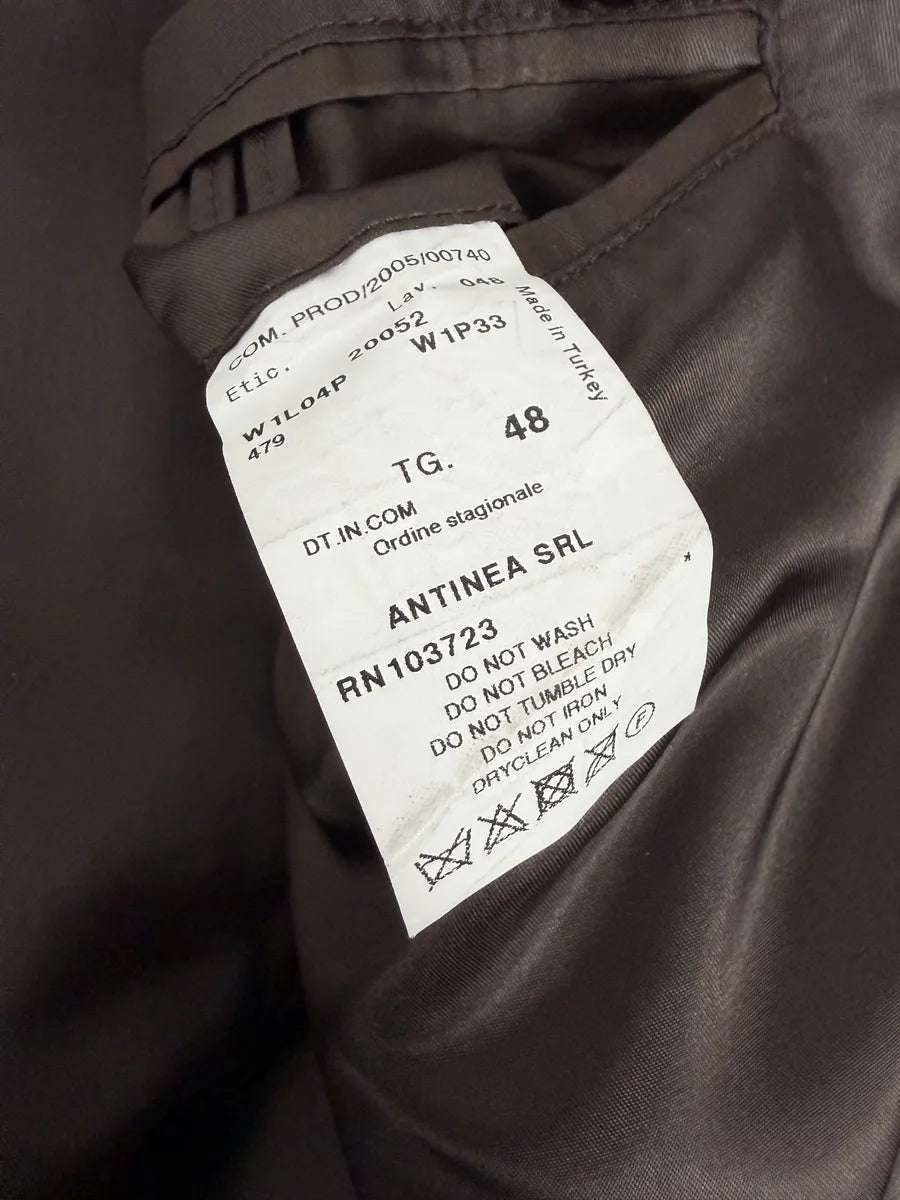 COM. PROD/2005/00740
Lav. 048
Etic. 20052
W1L04P W1P33
479
Made in Turkey
TG. 48
DT.IN.COM
Ordine stagionale
ANTINEA SRL
*
RN103723
DO NOT WASH
DO NOT BLEACH
DO NOT TUMBLE DRY
DO NOT IRON
DRYCLEAN ONLY
F